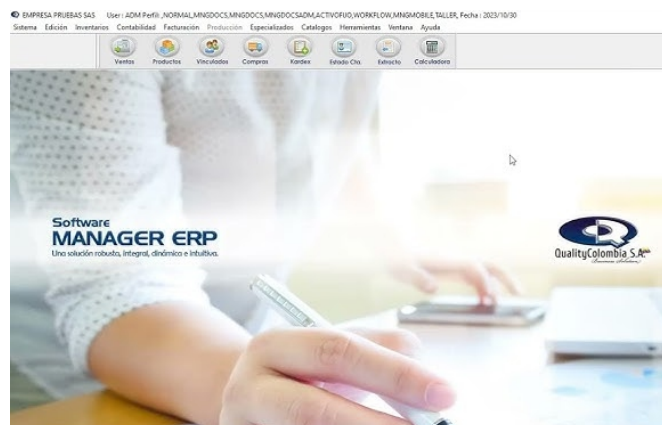 EMPRESA PRUEBAS SAS User : ADM Perfil: ,NORMAL,MNGDOCS,MNGDOCS,MNGDOCSADM,ACTIVOFIJO,WORKFLOW,MNGMOBILE,TALLER, Fecha : 2023/10/30
Sistema Edición Inventarios Contabilidad Facturación Producción Especializados Catalogos Herramientas Ventana Ayuda
Ventas Productos Vinculados Compras Kardex Estado Cta. Extracto Calculadora
Software
MANAGER ERP
Una solución robusta, integral, dinámica e intuitiva.
QualityColombia S.A.